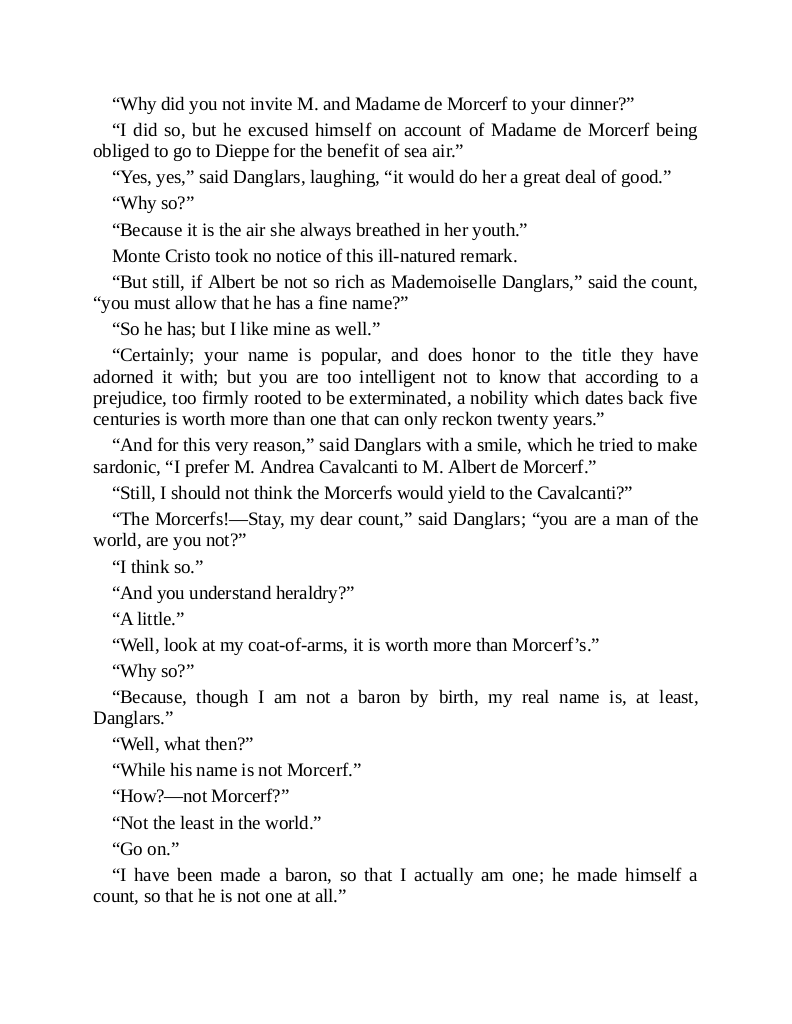 “Why did you not invite M. and Madame de Morcerf to your dinner?”
“I did so, but he excused himself on account of Madame de Morcerf being
obliged to go to Dieppe for the benefit of sea air.”
“Yes, yes,” said Danglars, laughing, “it would do her a great deal of good.”
“Why so?”
“Because it is the air she always breathed in her youth.”
Monte Cristo took no notice of this ill-natured remark.
“But still, if Albert be not so rich as Mademoiselle Danglars,” said the count,
“you must allow that he has a fine name?”
“So he has; but I like mine as well.”
“Certainly; your name is popular, and does honor to the title they have
adorned it with; but you are too intelligent not to know that according to a
prejudice, too firmly rooted to be exterminated, a nobility which dates back five
centuries is worth more than one that can only reckon twenty years.”
“And for this very reason,” said Danglars with a smile, which he tried to make
sardonic, “I prefer M. Andrea Cavalcanti to M. Albert de Morcerf.”
“Still, I should not think the Morcerfs would yield to the Cavalcanti?”
“The Morcerfs!—Stay, my dear count,” said Danglars; “you are a man of the
world, are you not?”
“I think so.”
“And you understand heraldry?”
“A little.”
“Well, look at my coat-of-arms, it is worth more than Morcerf’s.”
“Why so?”
“Because, though I am not a baron by birth, my real name is, at least,
Danglars.”
“Well, what then?”
“While his name is not Morcerf.”
“How?—not Morcerf?”
“Not the least in the world.”
“Go on.”
“I have been made a baron, so that I actually am one; he made himself a
count, so that he is not one at all.”